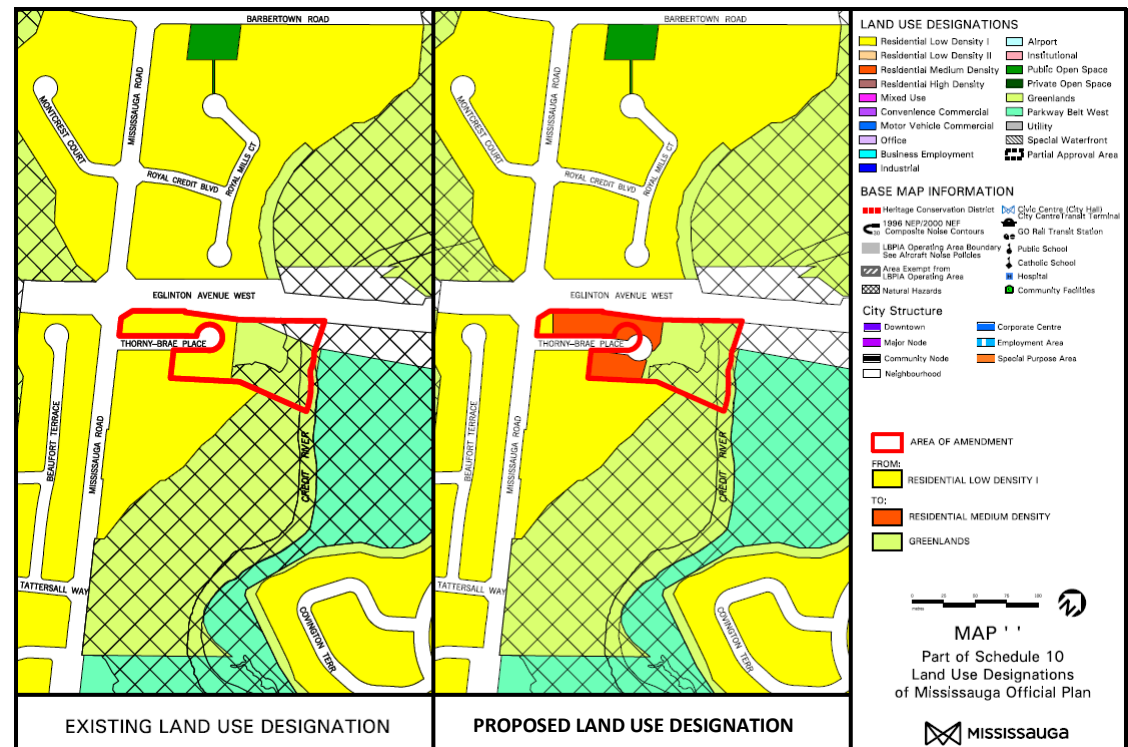 BARBERTOWN ROAD
MONTCREST COURT
MISSISSAUGA ROAD
ROYAL CREDIT BLVD
ROYAL MILLS CT
EGLINTON AVENUE WEST
THORNY-BRAE PLACE
BEAUFORT TERRACE
MISSISSAUGA ROAD
CREDIT RIVER
TATTERSALL WAY
COVINGTON TERR
EXISTING LAND USE DESIGNATION
BARBERTOWN ROAD
MONTCREST COURT
MISSISSAUGA ROAD
ROYAL CREDIT BLVD
ROYAL MILLS CT
EGLINTON AVENUE WEST
THORNY-BRAE PLACE
BEAUFORT TERRACE
MISSISSAUGA ROAD
CREDIT RIVER
TATTERSALL WAY
COVINGTON TERR
PROPOSED LAND USE DESIGNATION
LAND USE DESIGNATIONS
Residential Low Density I
Residential Low Density II
Residential Medium Density
Residential High Density
Mixed Use
Convenience Commercial
Motor Vehicle Commercial
Office
Business Employment
Industrial
Airport
Institutional
Public Open Space
Private Open Space
Greenlands
Parkway Belt West
Utility
Special Waterfront
Partial Approval Area
BASE MAP INFORMATION
Heritage Conservation District
1996 NEP/2000 NEF
Composite Noise Contours
LBPIA Operating Area Boundary
See Aircraft Noise Policies
Area Exempt from
LBPIA Operating Area
Natural Hazards
Civic Centre (City Hall)
City Centre Transit Terminal
GO Rail Transit Station
Public School
Catholic School
Hospital
Community Facilities
City Structure
Downtown
Major Node
Community Node
Neighbourhood
Corporate Centre
Employment Area
Special Purpose Area
AREA OF AMENDMENT
FROM:
RESIDENTIAL LOW DENSITY I
TO:
RESIDENTIAL MEDIUM DENSITY
GREENLANDS
0 25 50 75 100
metres
MAP ' '
Part of Schedule 10
Land Use Designations
of Mississauga Official Plan
MISSISSAUGA